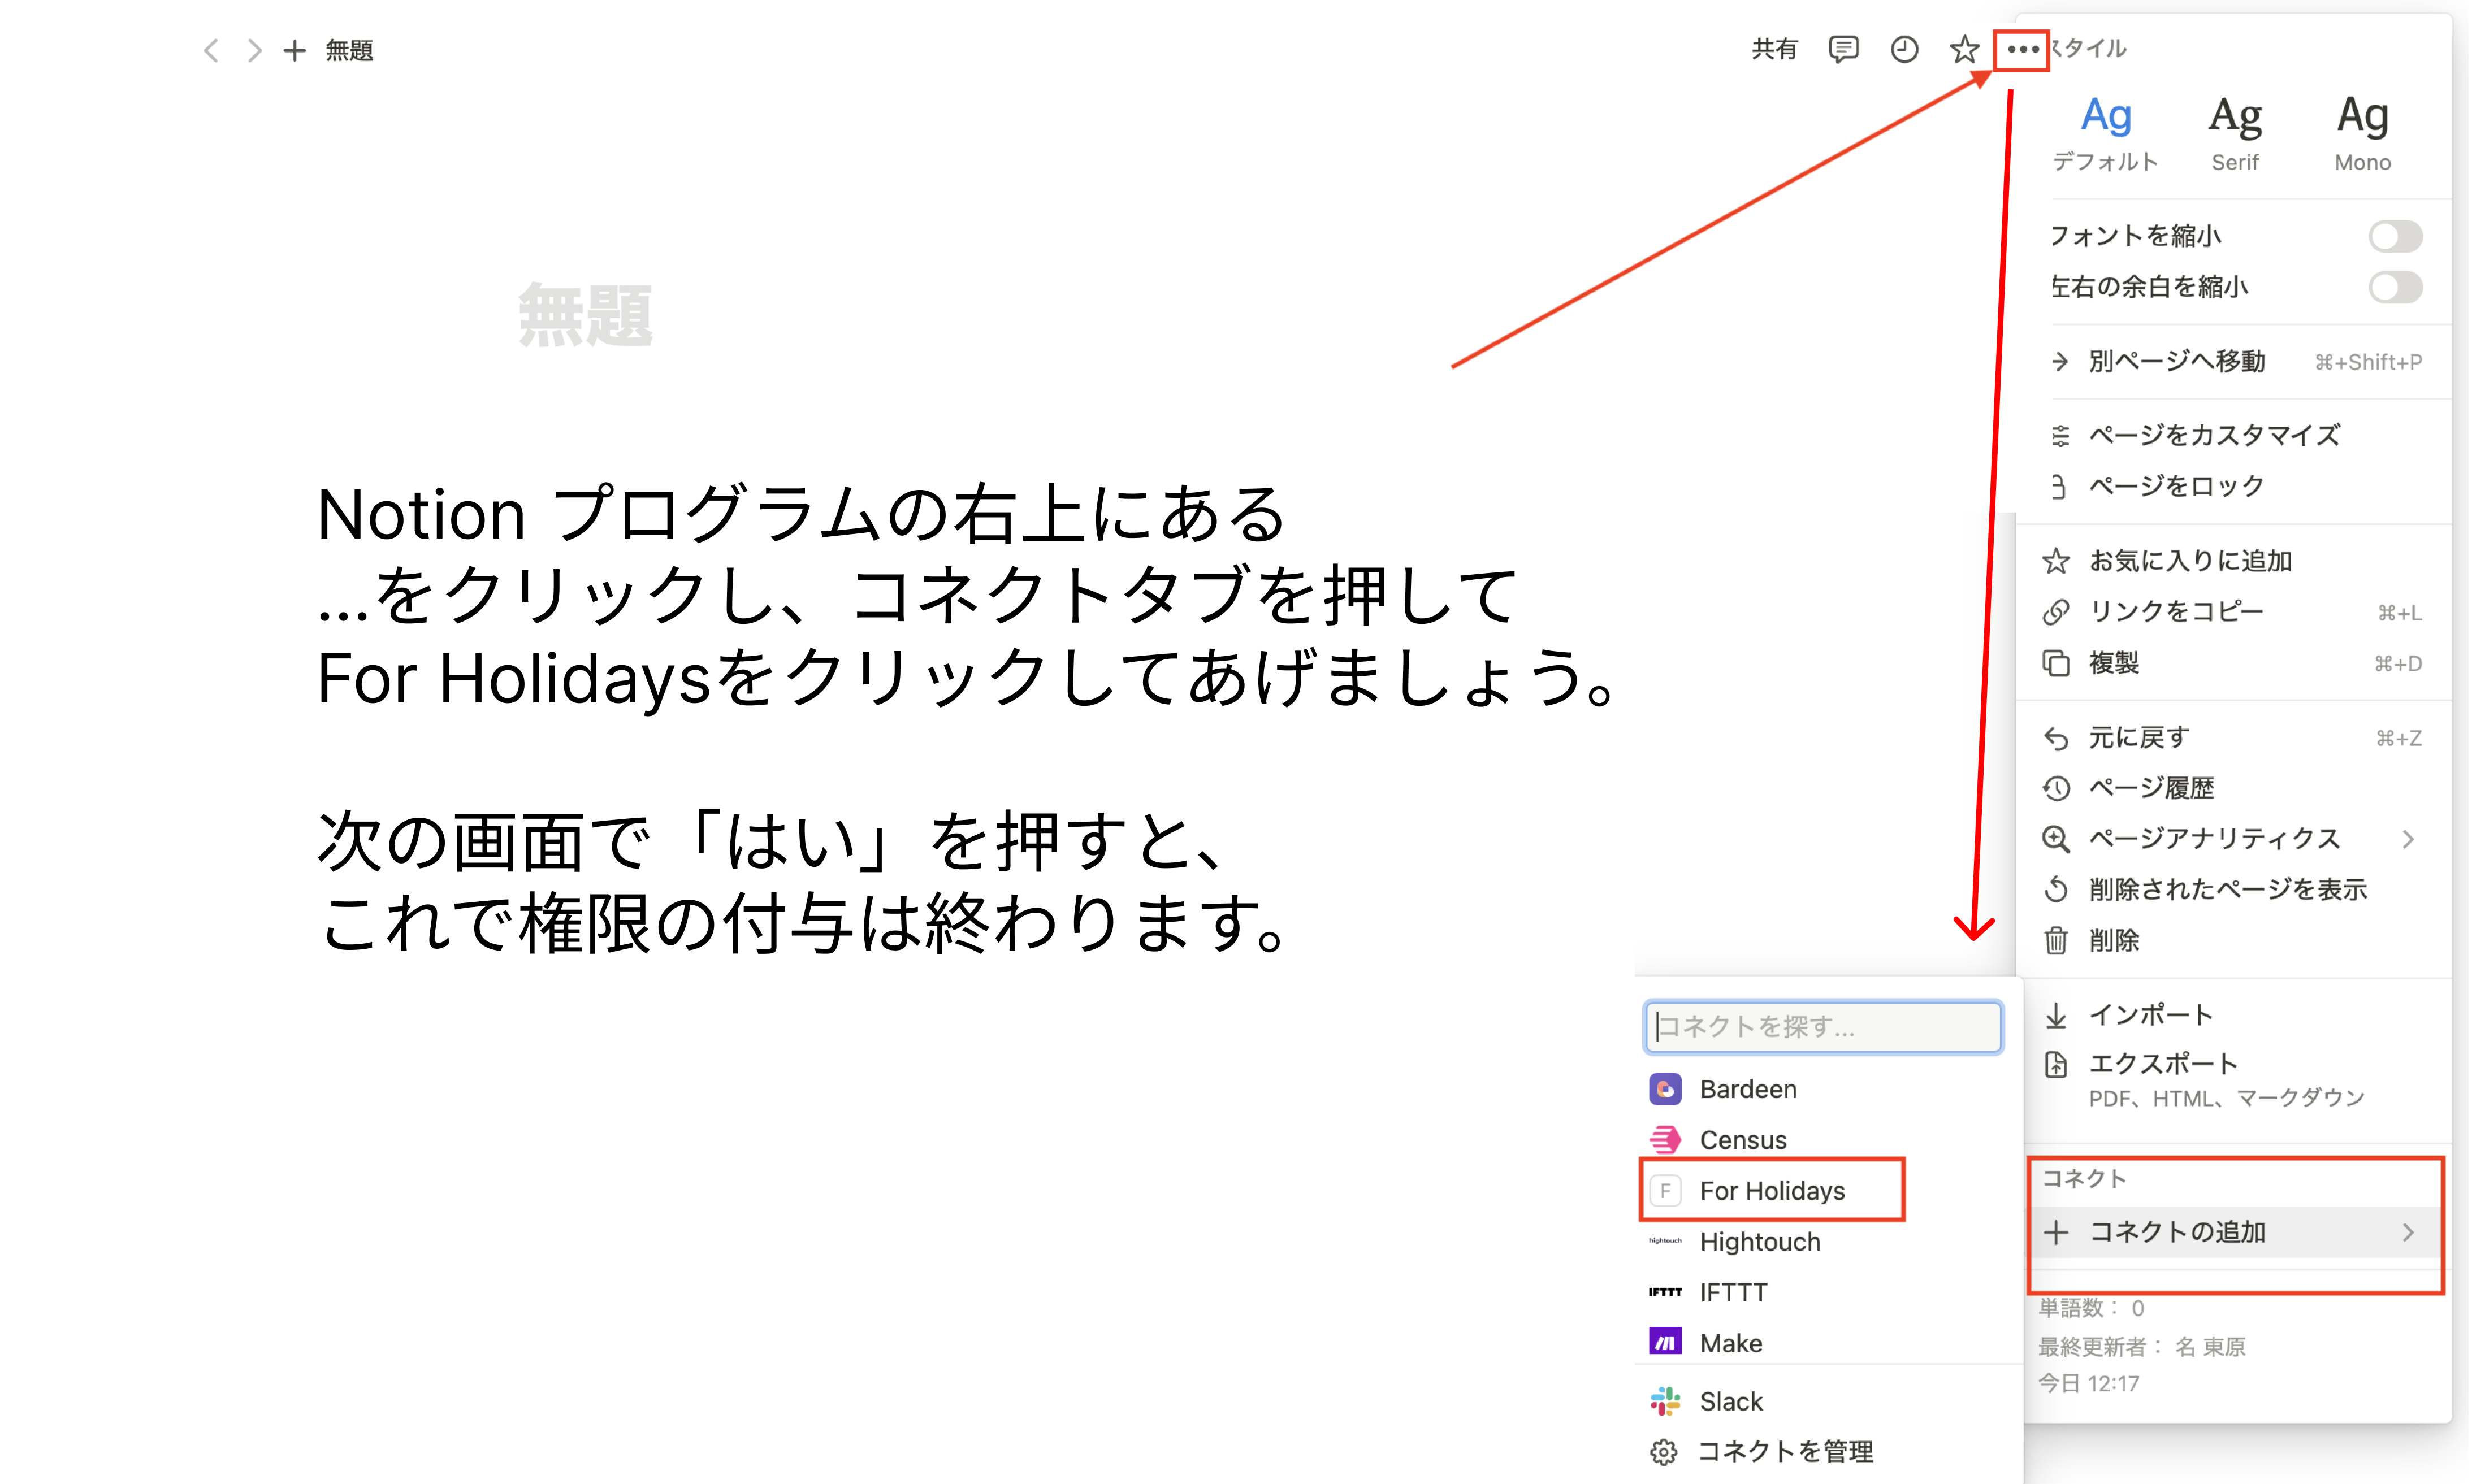 無題
共有
スタイル
Ag Ag Ag
デフォルト Serif Mono
フォントを縮小
左右の余白を縮小
別ページへ移動 ⌘+Shift+P
ページをカスタマイズ
ページをロック
お気に入りに追加
リンクをコピー ⌘+L
複製 ⌘+D
元に戻す ⌘+Z
ページ履歴
ページアナリティクス
削除されたページを表示
削除
インポート
エクスポート
PDF、HTML、マークダウン
コネクト
コネクトの追加
単語数： 0
最終更新者： 名 東原
今日 12:17
無題
Notion プログラムの右上にある
...をクリックし、コネクトタブを押して
For Holidaysをクリックしてあげましょう。
次の画面で「はい」を押すと、
これで権限の付与は終わります。
コネクトを探す...
Bardeen
Census
F For Holidays
hightouch Hightouch
IFTTT IFTTT
Make
Slack
コネクトを管理